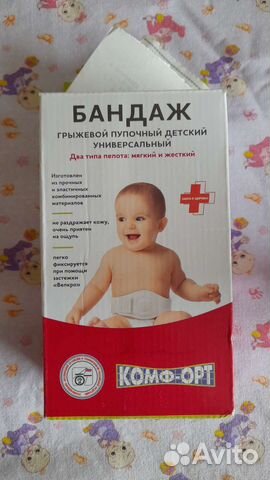 БАНДАЖ
ГРЫЖЕВОЙ ПУПОЧНЫЙ ДЕТСКИЙ
УНИВЕРСАЛЬНЫЙ
Два типа пелота: мягкий и жесткий
Изготовлен
из прочных
и эластичных
комбинированных
материалов
не раздражает кожу,
очень приятен
на ощупь
легко
фиксируется
при помощи
застежки
«Велкро»
КОМФ-ОРТ
Avito